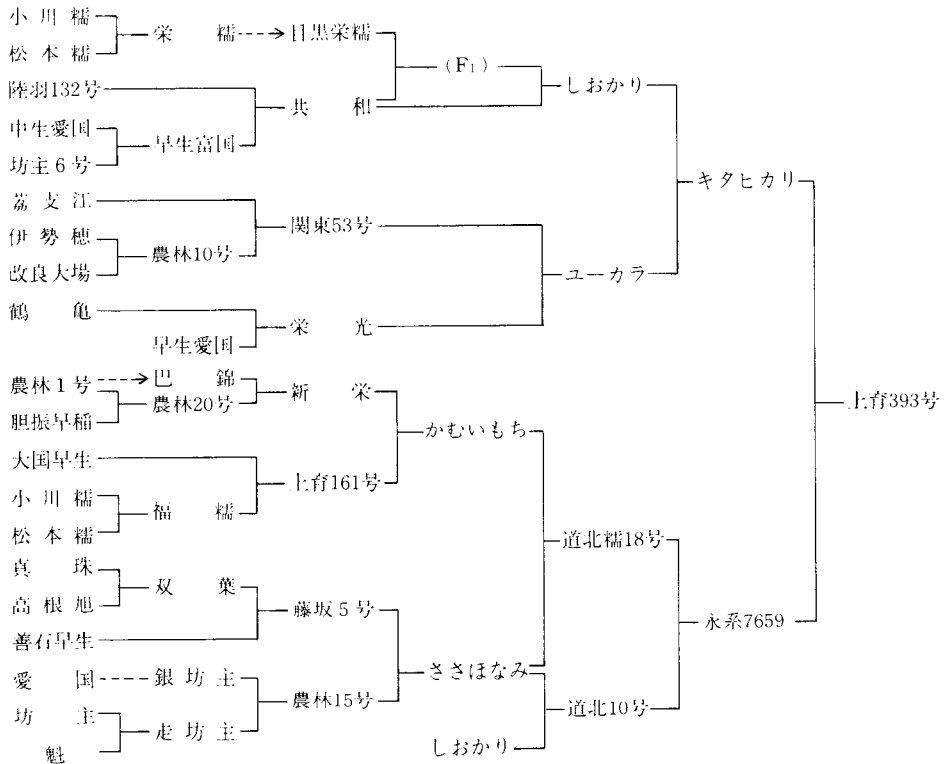 小川糯
栄糯 目黒栄糯
松本糯
(F1)
陸羽132号
しおかり
共和
中生愛国
早生富国
坊主6号
キタヒカリ
茘支江
関東53号
伊勢穂
農林10号
改良大場
ユーカラ
鶴亀
栄光
早生愛国
農林1号 巴錦
新栄
農林20号
上育393号
胆振早稲
かむいもち
大国早生
上育161号
小川糯
福糯
松本糯
道北糯18号
真珠
双葉
高根旭
藤坂5号
永系7659
善石早生
ささほなみ
愛国 銀坊主
農林15号
道北10号
坊主
走坊主
しおかり
魁